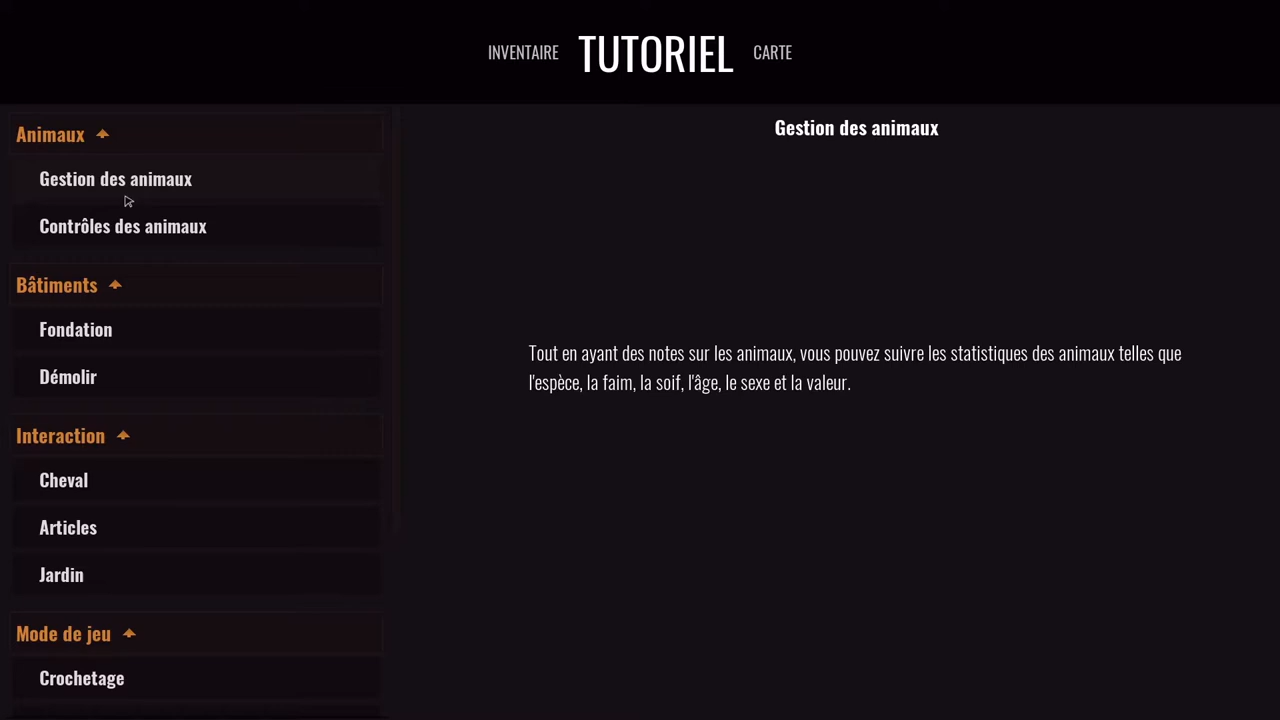 INVENTAIRE TUTORIEL CARTE
Animaux
Gestion des animaux
Contrôles des animaux
Bâtiments
Fondation
Démolir
Interaction
Cheval
Articles
Jardin
Mode de jeu
Crochetage
Gestion des animaux
Tout en ayant des notes sur les animaux, vous pouvez suivre les statistiques des animaux telles que
l'espèce, la faim, la soif, l'âge, le sexe et la valeur.